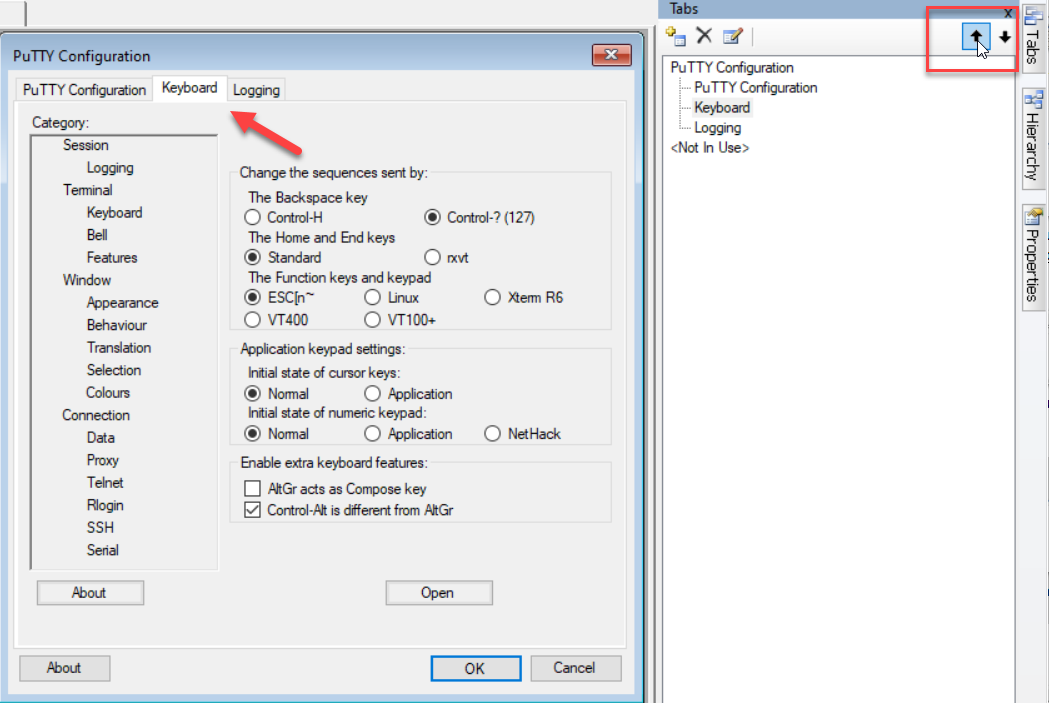 Tabs
x
PuTTY Configuration
PuTTY Configuration
Keyboard
Logging
Category:
Session
Logging
Terminal
Keyboard
Bell
Features
Window
Appearance
Behaviour
Translation
Selection
Colours
Connection
Data
Proxy
Telnet
Rlogin
SSH
Serial
Change the sequences sent by:
The Backspace key
Control-H Control-? (127)
The Home and End keys
Standard rxvt
The Function keys and keypad
ESC[n~ Linux Xterm R6
VT400 VT100+
Application keypad settings:
Initial state of cursor keys:
Normal Application
Initial state of numeric keypad:
Normal Application NetHack
Enable extra keyboard features:
AltGr acts as Compose key
Control-Alt is different from AltGr
About Open
About OK Cancel
PuTTY Configuration
PuTTY Configuration
Keyboard
Logging
<Not In Use>
Tabs
Hierarchy
Properties